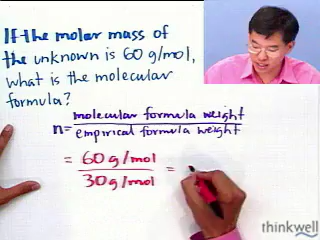 If the molar mass of
the unknown is 60 g/mol,
what is the molecular
formula?
n= molecular formula weight
empirical formula weight
= 60 g/mol =
30 g/mol
thinkwell